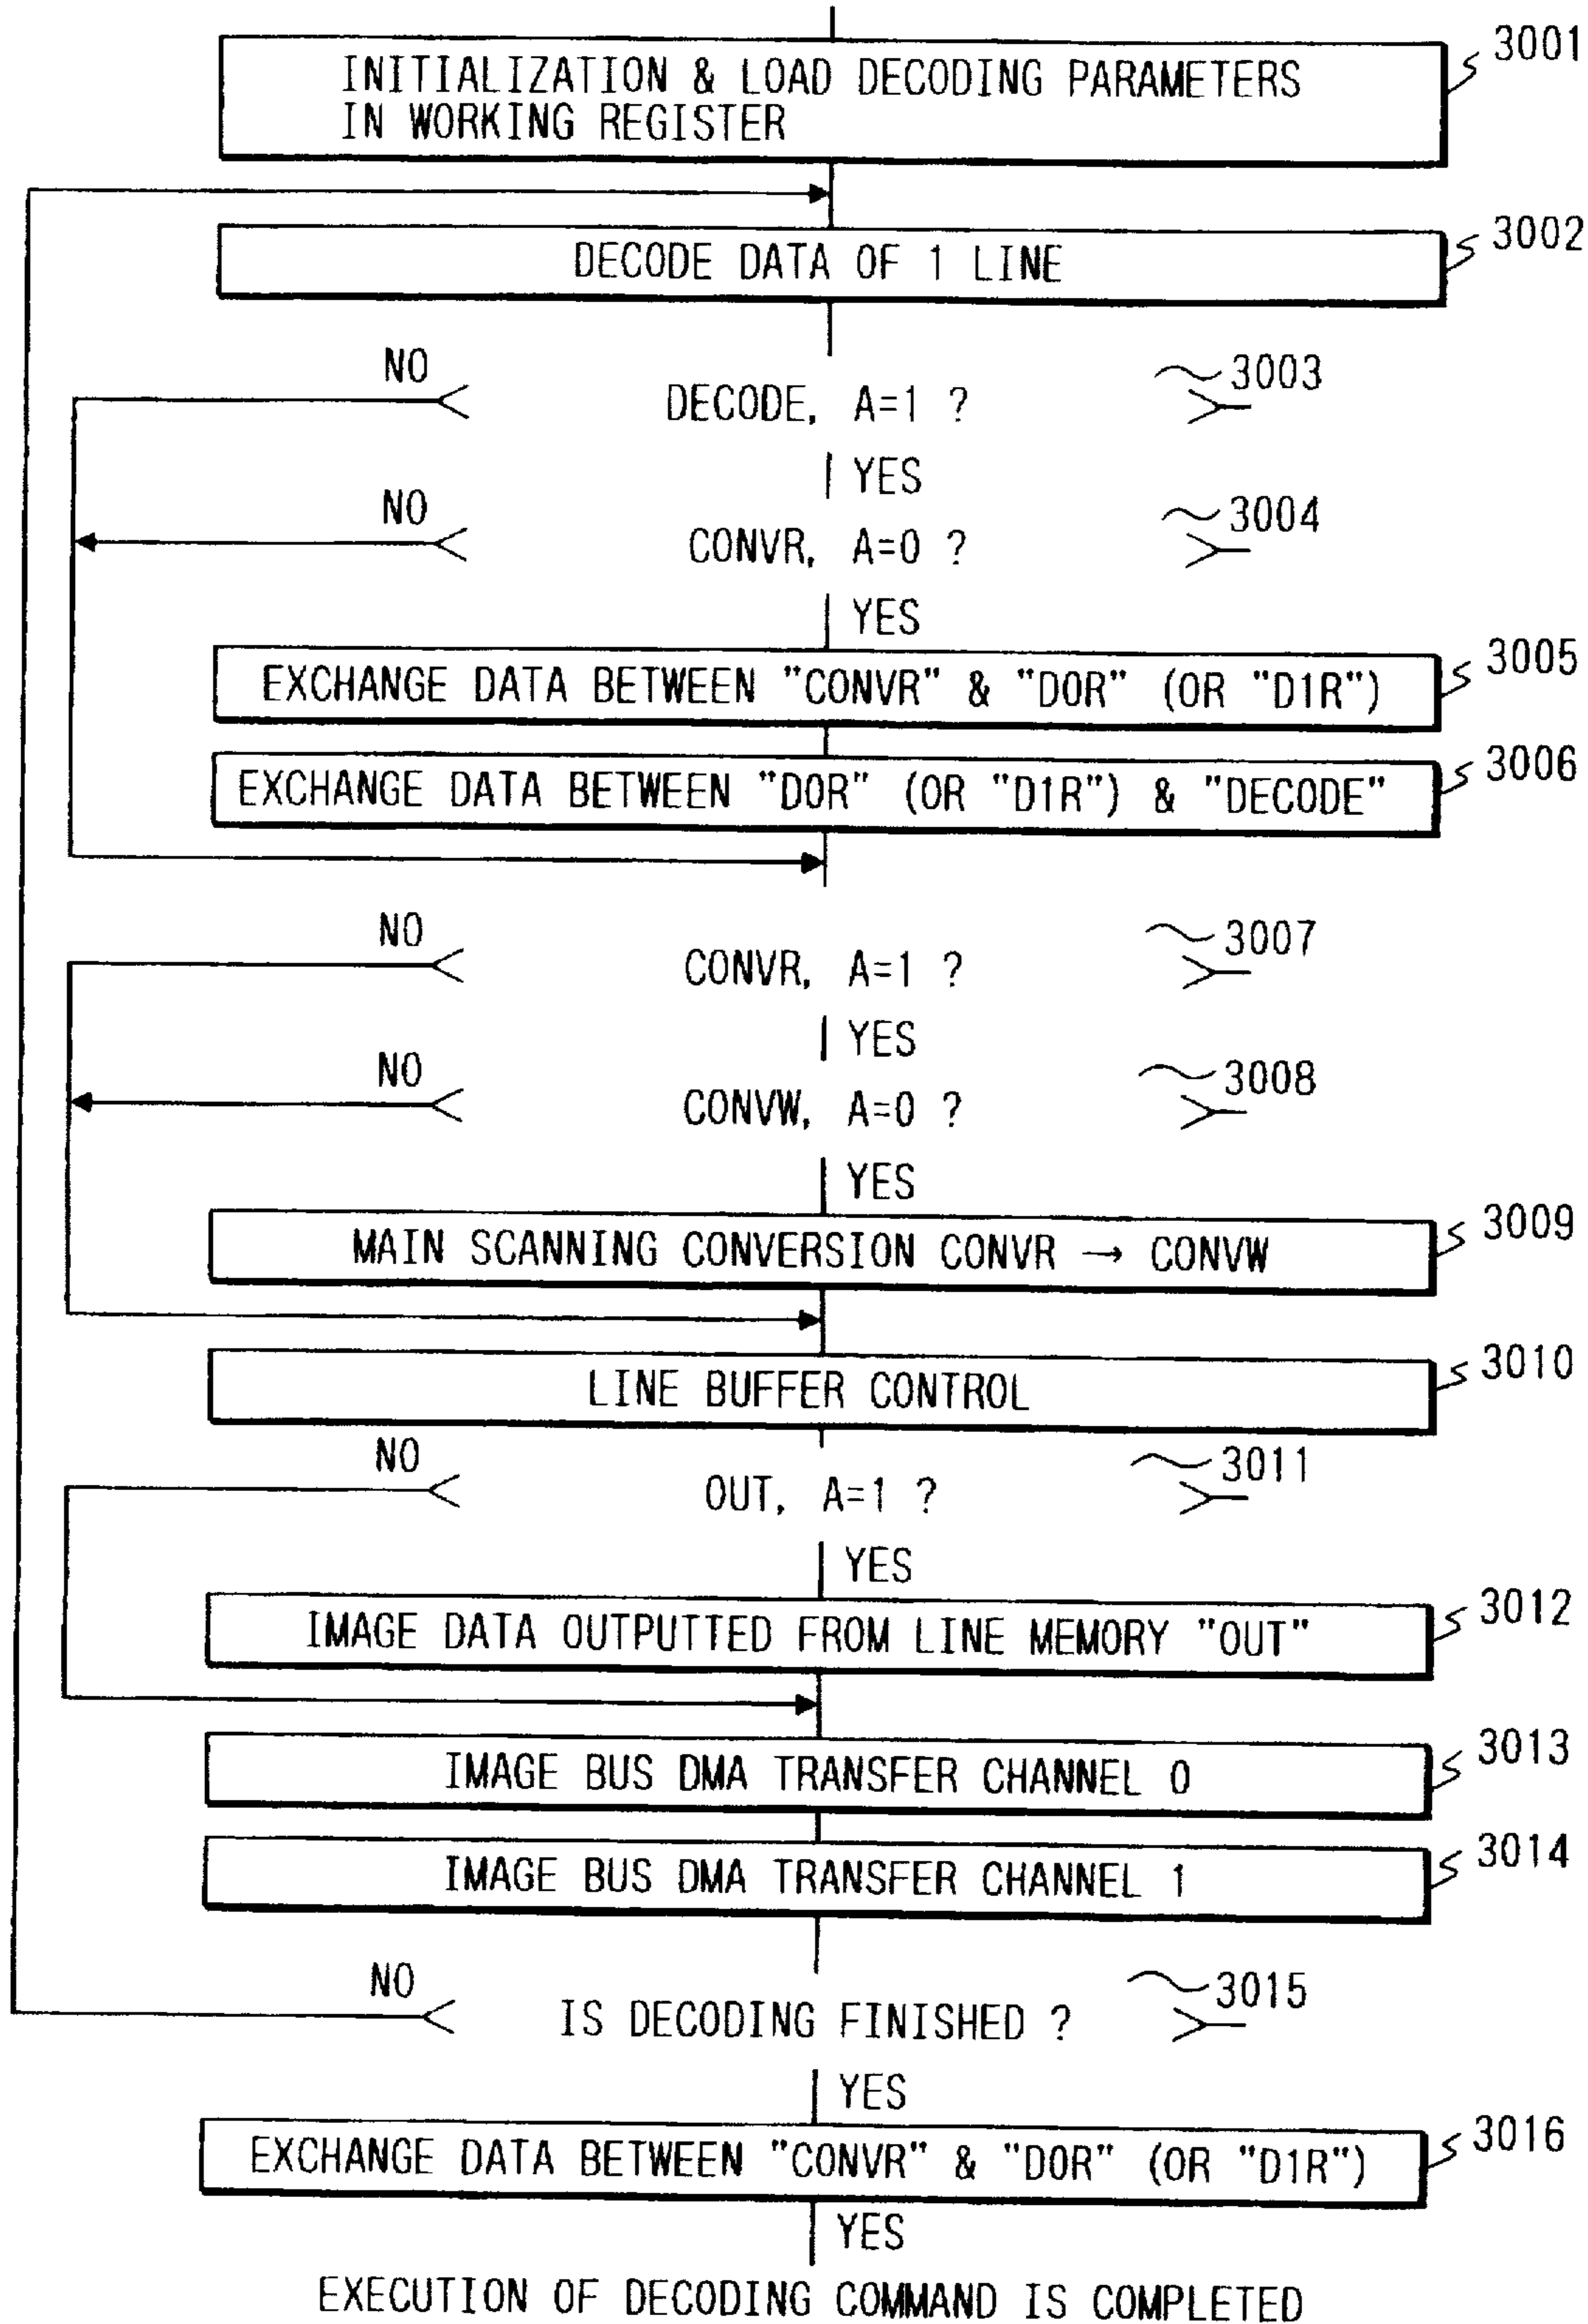 3001
INITIALIZATION & LOAD DECODING PARAMETERS
IN WORKING REGISTER
3002
DECODE DATA OF 1 LINE
NO
3003
DECODE, A=1 ?
YES
NO
3004
CONVR, A=0 ?
YES
3005
EXCHANGE DATA BETWEEN "CONVR" & "D0R" (OR "D1R")
3006
EXCHANGE DATA BETWEEN "D0R" (OR "D1R") & "DECODE"
NO
3007
CONVR, A=1 ?
YES
NO
3008
CONVW, A=0 ?
YES
3009
MAIN SCANNING CONVERSION CONVR → CONVW
3010
LINE BUFFER CONTROL
NO
3011
OUT, A=1 ?
YES
3012
IMAGE DATA OUTPUTTED FROM LINE MEMORY "OUT"
3013
IMAGE BUS DMA TRANSFER CHANNEL 0
3014
IMAGE BUS DMA TRANSFER CHANNEL 1
NO
3015
IS DECODING FINISHED ?
YES
3016
EXCHANGE DATA BETWEEN "CONVR" & "D0R" (OR "D1R")
YES
EXECUTION OF DECODING COMMAND IS COMPLETED